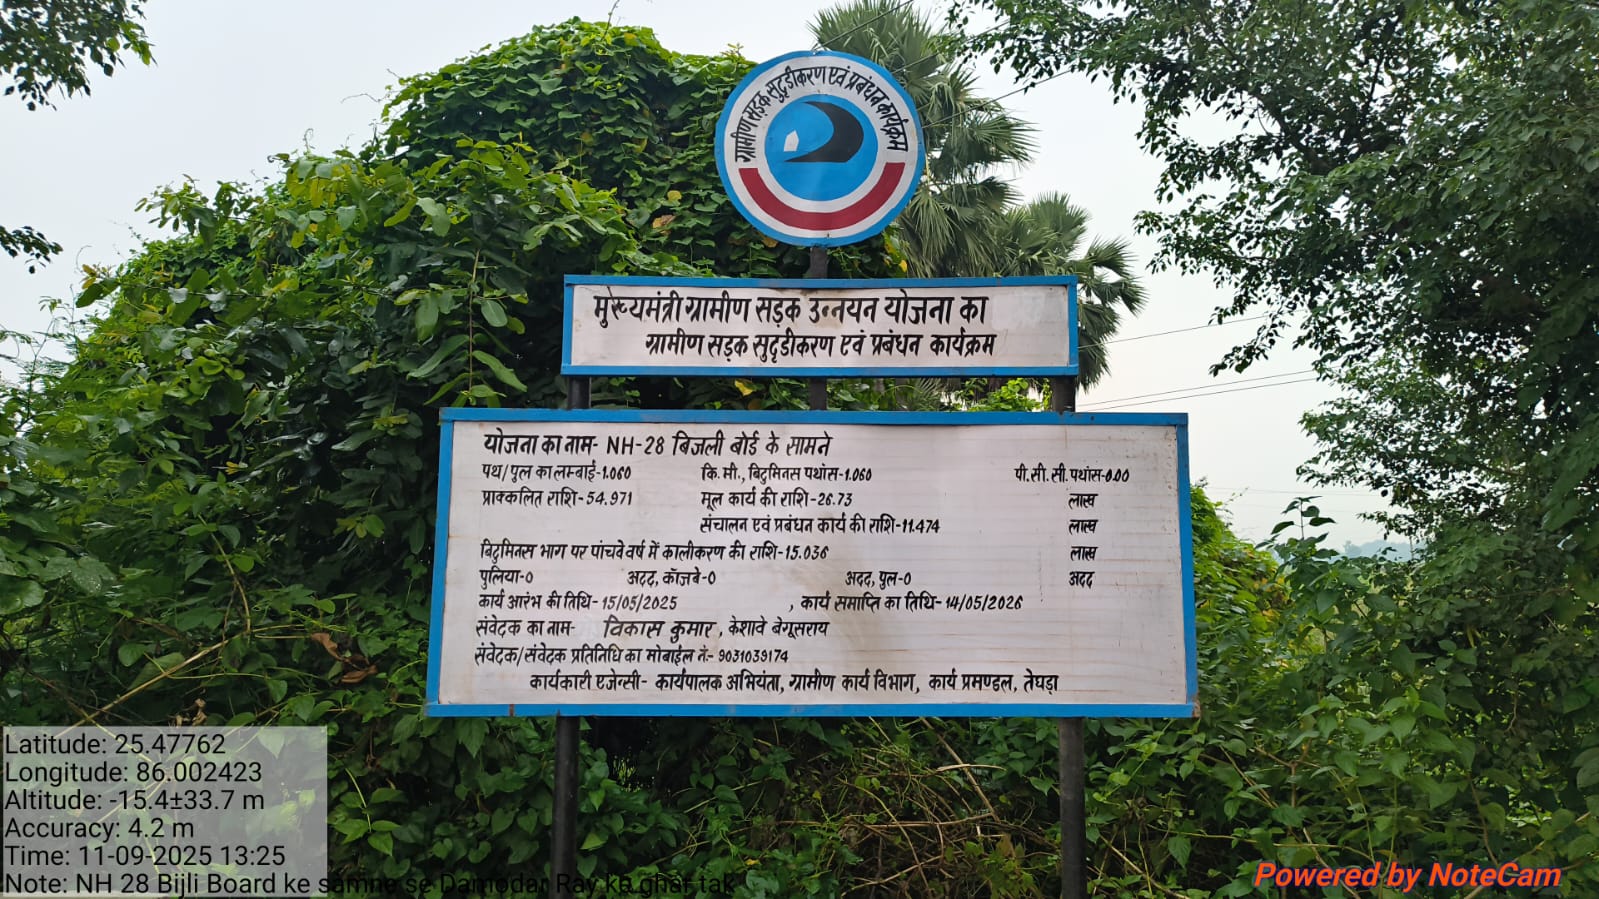 ग्रामीण सड़क सुदृढीकरण एवं प्रबंधन कार्यक्रम
मुख्यमंत्री ग्रामीण सड़क उन्नयन योजना का
ग्रामीण सड़क सुदृढीकरण एवं प्रबंधन कार्यक्रम
योजना का नाम- NH-28 बिजली बोर्ड के सामने
पथ/पुल का लम्बाई-1.060 कि.मी., बिटुमिनस पथांस-1.060 पी.सी.सी. पथांस-0.00
प्राक्कलित राशि-54.971 मूल कार्य की राशि-26.73 लाख
संचालन एवं प्रबंधन कार्य की राशि-11.474 लाख
बिटुमिनस भाग पर पांचवे वर्ष में कालीकरण की राशि-15.036 लाख
पुलिया-0 अदद, कॉजबे-0 अदद, पुल-0 अदद
कार्य आरंभ की तिथि-15/05/2025 , कार्य समाप्ति का तिथि-14/05/2026
संवेदक का नाम- विकास कुमार, केशावे बेगूसराय
संवेदक/संवेदक प्रतिनिधि का मोबाईल नं.- 9031039174
कार्यकारी एजेन्सी- कार्यपालक अभियंता, ग्रामीण कार्य विभाग, कार्य प्रमण्डल, तेघड़ा
Latitude: 25.47762
Longitude: 86.002423
Altitude: -15.4±33.7 m
Accuracy: 4.2 m
Time: 11-09-2025 13:25
Note: NH 28 Bijli Board ke samne se Damodar Ray ke ghar tak
Powered by NoteCam